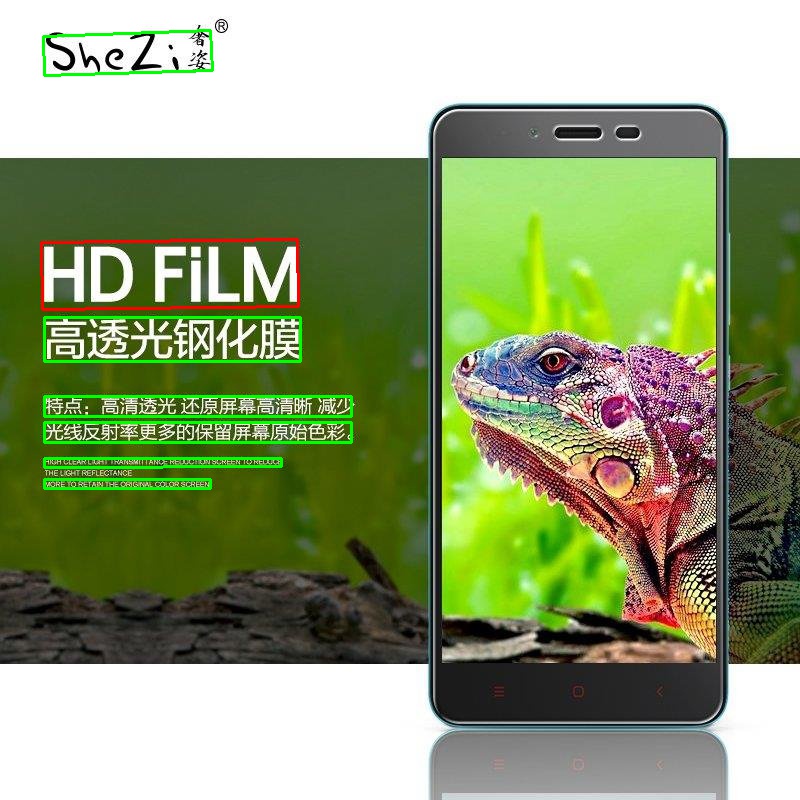 SheZi 奢姿®
HD FiLM
高透光钢化膜
特点：高清透光 还原屏幕高清晰 减少
光线反射率更多的保留屏幕原始色彩。
HIGH CLEAR LIGHT TRANSMITTANCE REDUCTION SCREEN TO REDUCE
THE LIGHT REFLECTANCE
MORE TO RETAIN THE ORIGINAL COLOR SCREEN